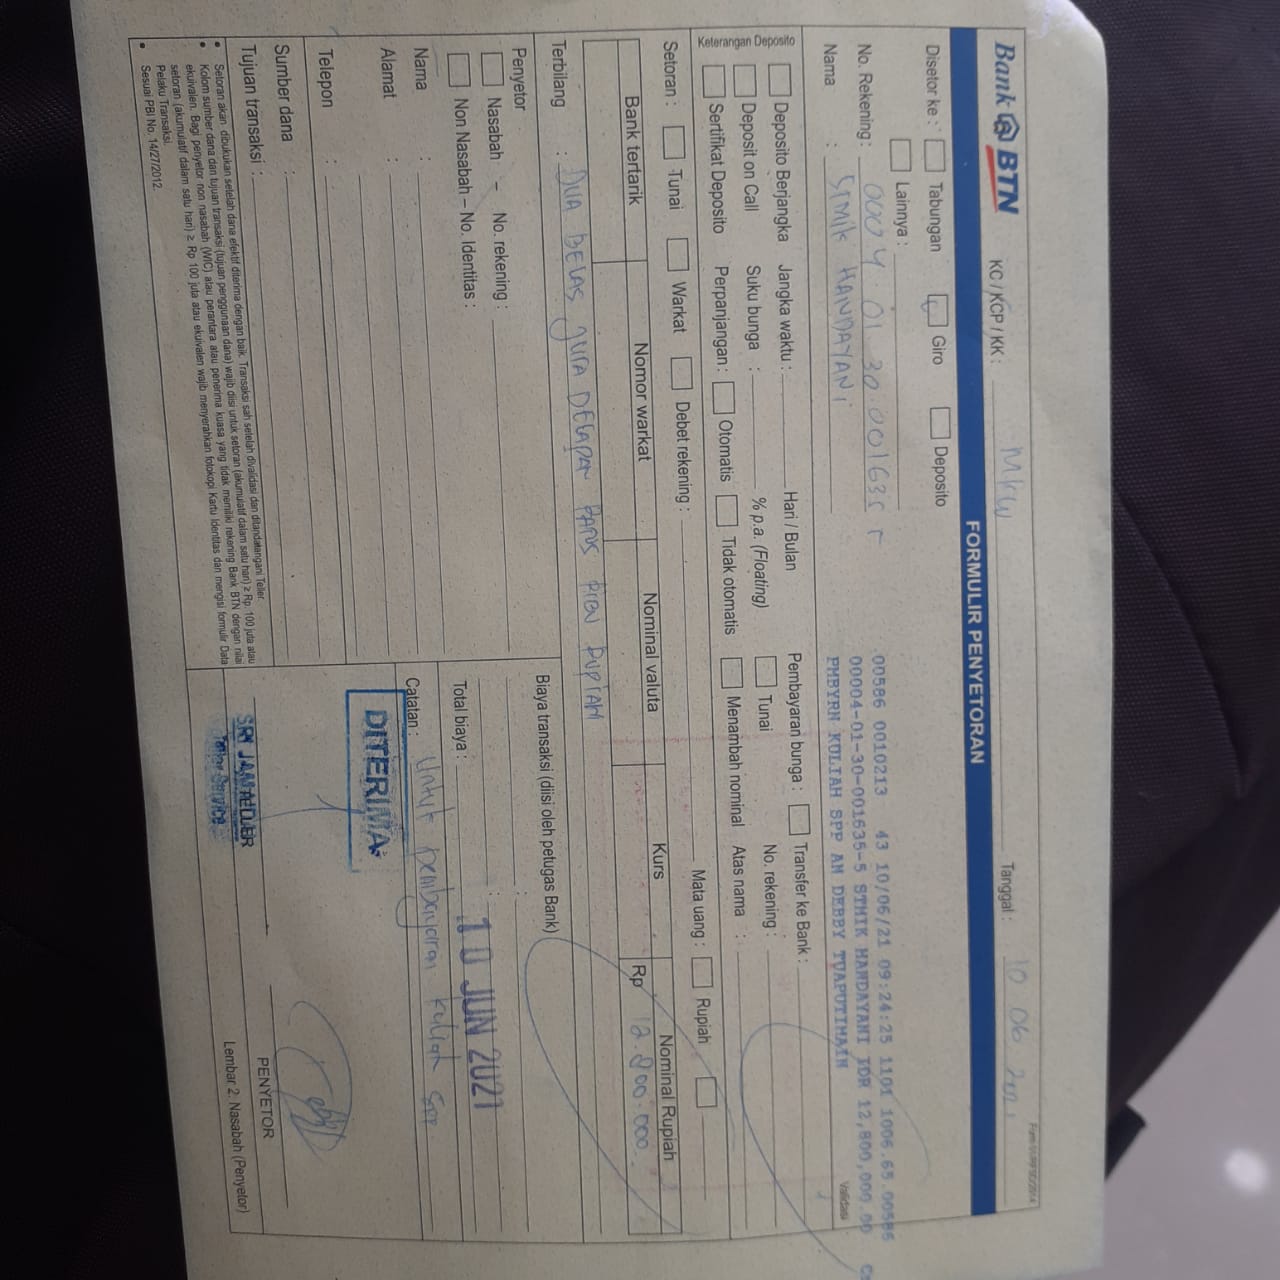 Bank BTN
KC / KCP / KK : MKW
Tanggal : 10 06 2021
FORMULIR PENYETORAN
Disetor ke : Tabungan Giro Deposito
Lainnya :
No. Rekening : 0004 01 30.001635 5
Nama : STMIK HANDAYANI
Validasi
00586 0010213 43 10/06/21 09:24:25 1101 1006.65.00586
00004-01-30-001635-5 STMIK HANDAYANI IDR 12,800,000.00
PMBYRN KULIAH SPP AN DEBBY TUAPUTIMAIN
Keterangan Deposito
Deposito Berjangka Jangka waktu : Hari / Bulan Pembayaran bunga : Transfer ke Bank :
Deposit on Call Suku bunga : % p.a. (Floating) Tunai No. rekening :
Sertifikat Deposito Perpanjangan : Otomatis Tidak otomatis Menambah nominal Atas nama :
Setoran : Tunai Warkat Debet rekening : Mata uang : Rupiah
Bank tertarik Nomor warkat Nominal valuta Kurs Nominal Rupiah
Rp 12.800.000
Terbilang : DUA BELAS JUTA DELAPAN RATUS RIBU RUPIAH
Penyetor
Nasabah – No. rekening :
Non Nasabah – No. Identitas :
Nama :
Alamat :
Telepon :
Sumber dana :
Tujuan transaksi :
Biaya transaksi (diisi oleh petugas Bank)
:
:
Total biaya :
10 JUN 2021
Catatan : Untuk pembayaran kuliah SPP.
DITERIMA
SRI JAM
Teller Service
PENYETOR
• Setoran akan dibukukan setelah dana efektif diterima dengan baik. Transaksi sah setelah divalidasi dan ditandatangani Teller.
• Kolom sumber dana dan tujuan transaksi (tujuan penggunaan dana) wajib diisi untuk setoran (akumulatif dalam satu hari) ≥ Rp. 100 juta atau
ekuivalen. Bagi penyetor non nasabah (WIC) atau perantara atau penerima kuasa yang tidak memiliki rekening Bank BTN dengan nilai
setoran (akumulatif dalam satu hari) ≥ Rp 100 juta atau ekuivalen wajib menyerahkan fotokopi Kartu Identitas dan mengisi formulir Data
Pelaku Transaksi.
• Sesuai PBI No. 14/27/2012.
Lembar 2. Nasabah (Penyetor)